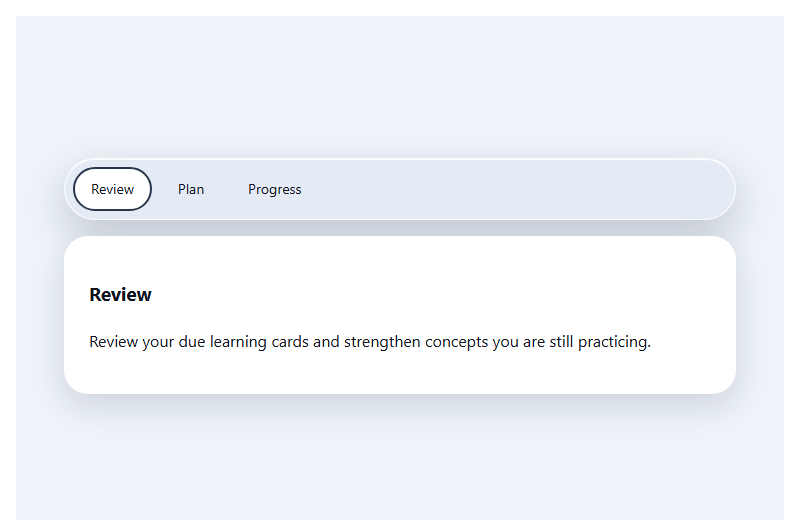 Review Plan Progress
Review
Review your due learning cards and strengthen concepts you are still practicing.